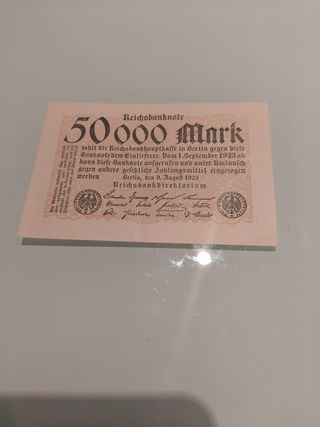 Reichsbanknote
50000 Mark
zahlt die Reichsbankhauptkasse in Berlin gegen diese
Banknote dem Einlieferer. Vom 1. September 1923 ab
kann diese Banknote aufgerufen und unter Umtausch
gegen andere gesetzliche Zahlungsmittel eingezogen
werden
Berlin, den 9. August 1923
Reichsbankdirektorium